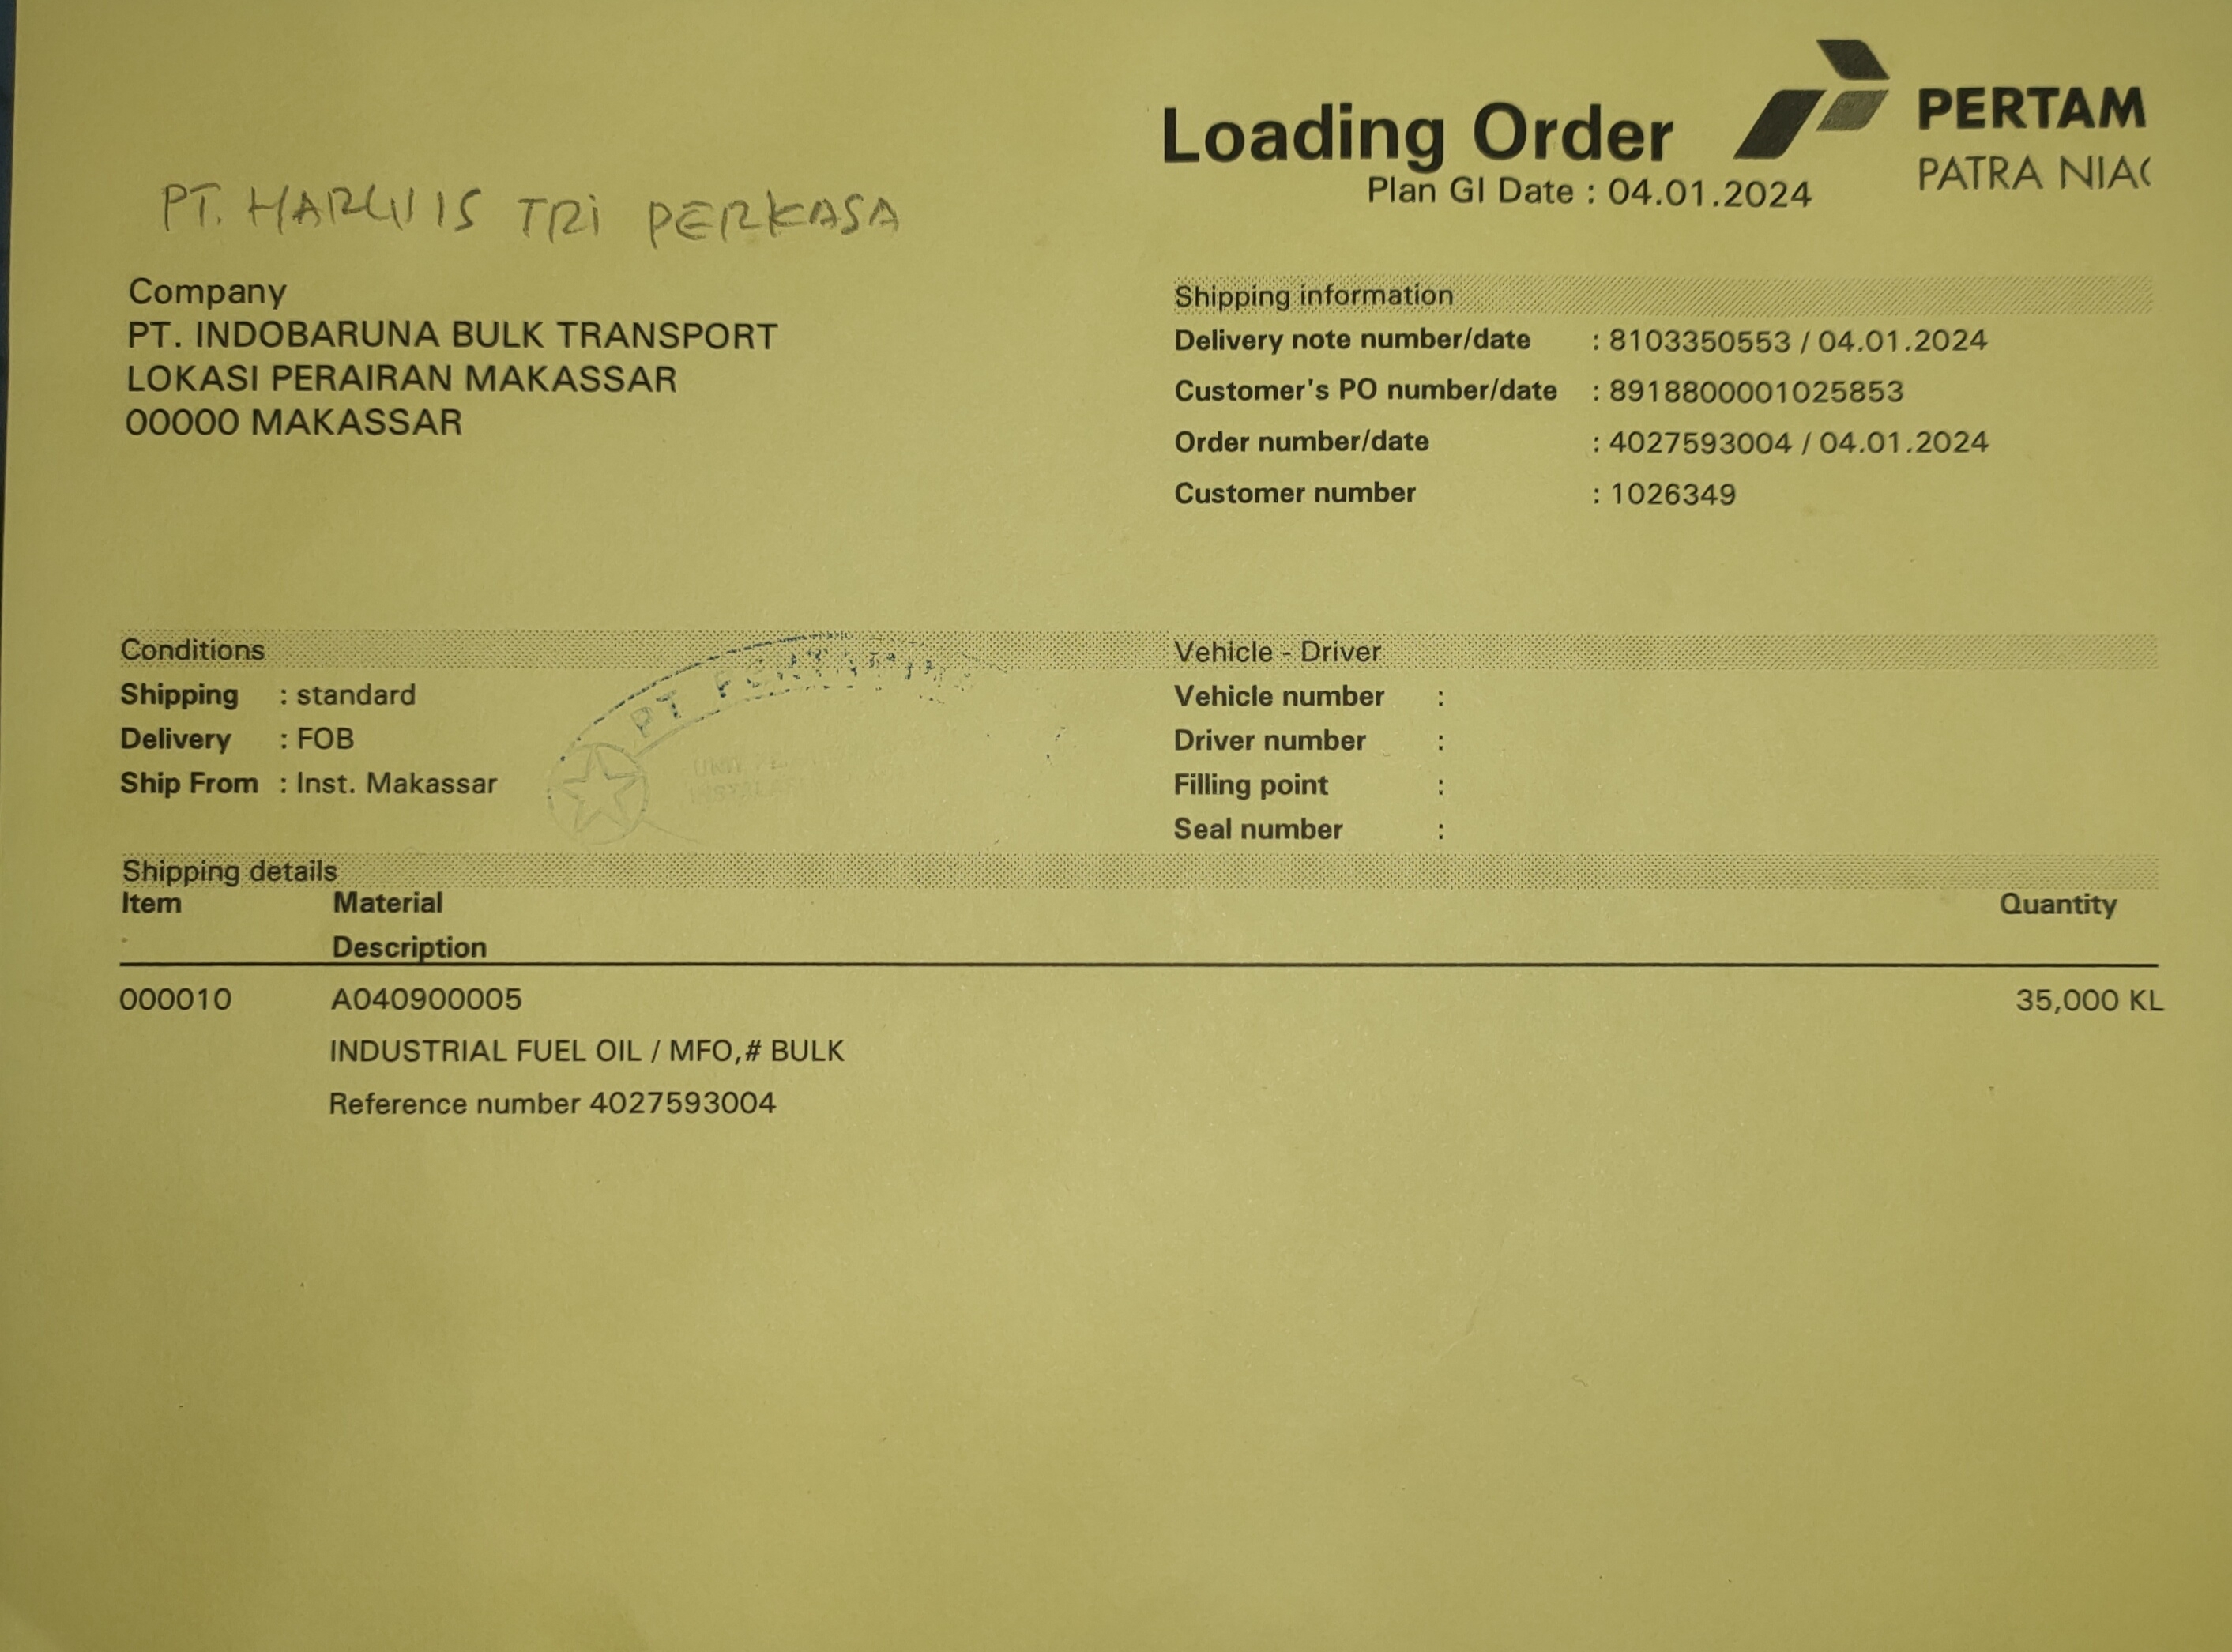 Loading Order
PERTAM
PATRA NIA
Plan GI Date : 04.01.2024
PT. TRI PERKASA
Company
PT. INDOBARUNA BULK TRANSPORT
LOKASI PERAIRAN MAKASSAR
00000 MAKASSAR
Shipping information
Delivery note number/date : 8103350553 / 04.01.2024
Customer's PO number/date : 8918800001025853
Order number/date : 4027593004 / 04.01.2024
Customer number : 1026349
Conditions
Shipping : standard
Delivery : FOB
Ship From : Inst. Makassar
PT
Vehicle - Driver
Vehicle number :
Driver number :
Filling point :
Seal number :
Shipping details
Item Material Quantity
Description
000010 A040900005 35,000 KL
INDUSTRIAL FUEL OIL / MFO,# BULK
Reference number 4027593004